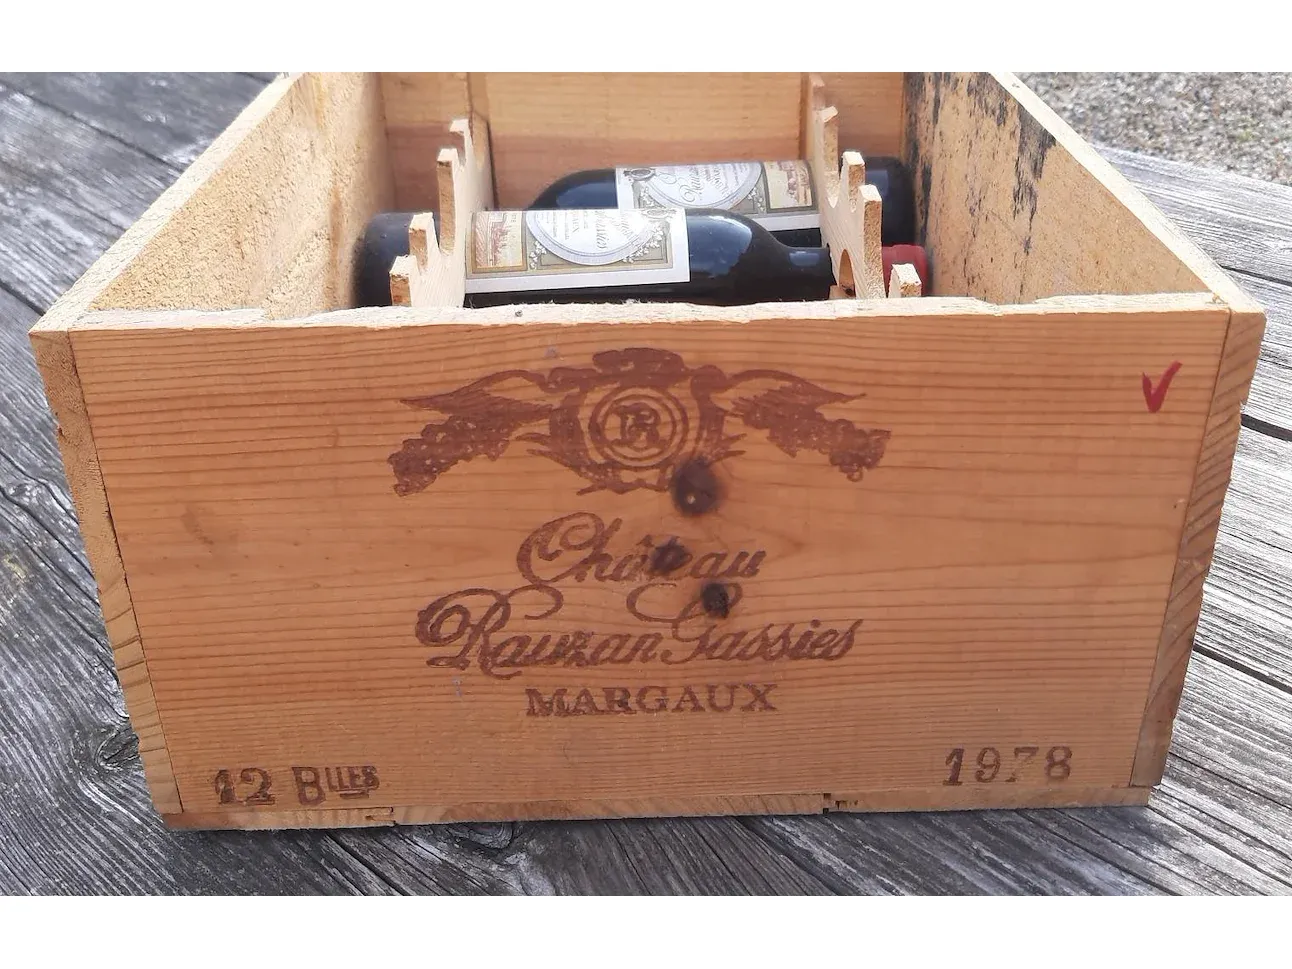 Château
Rauzan Gassies
MARGAUX
12 Blles
1978